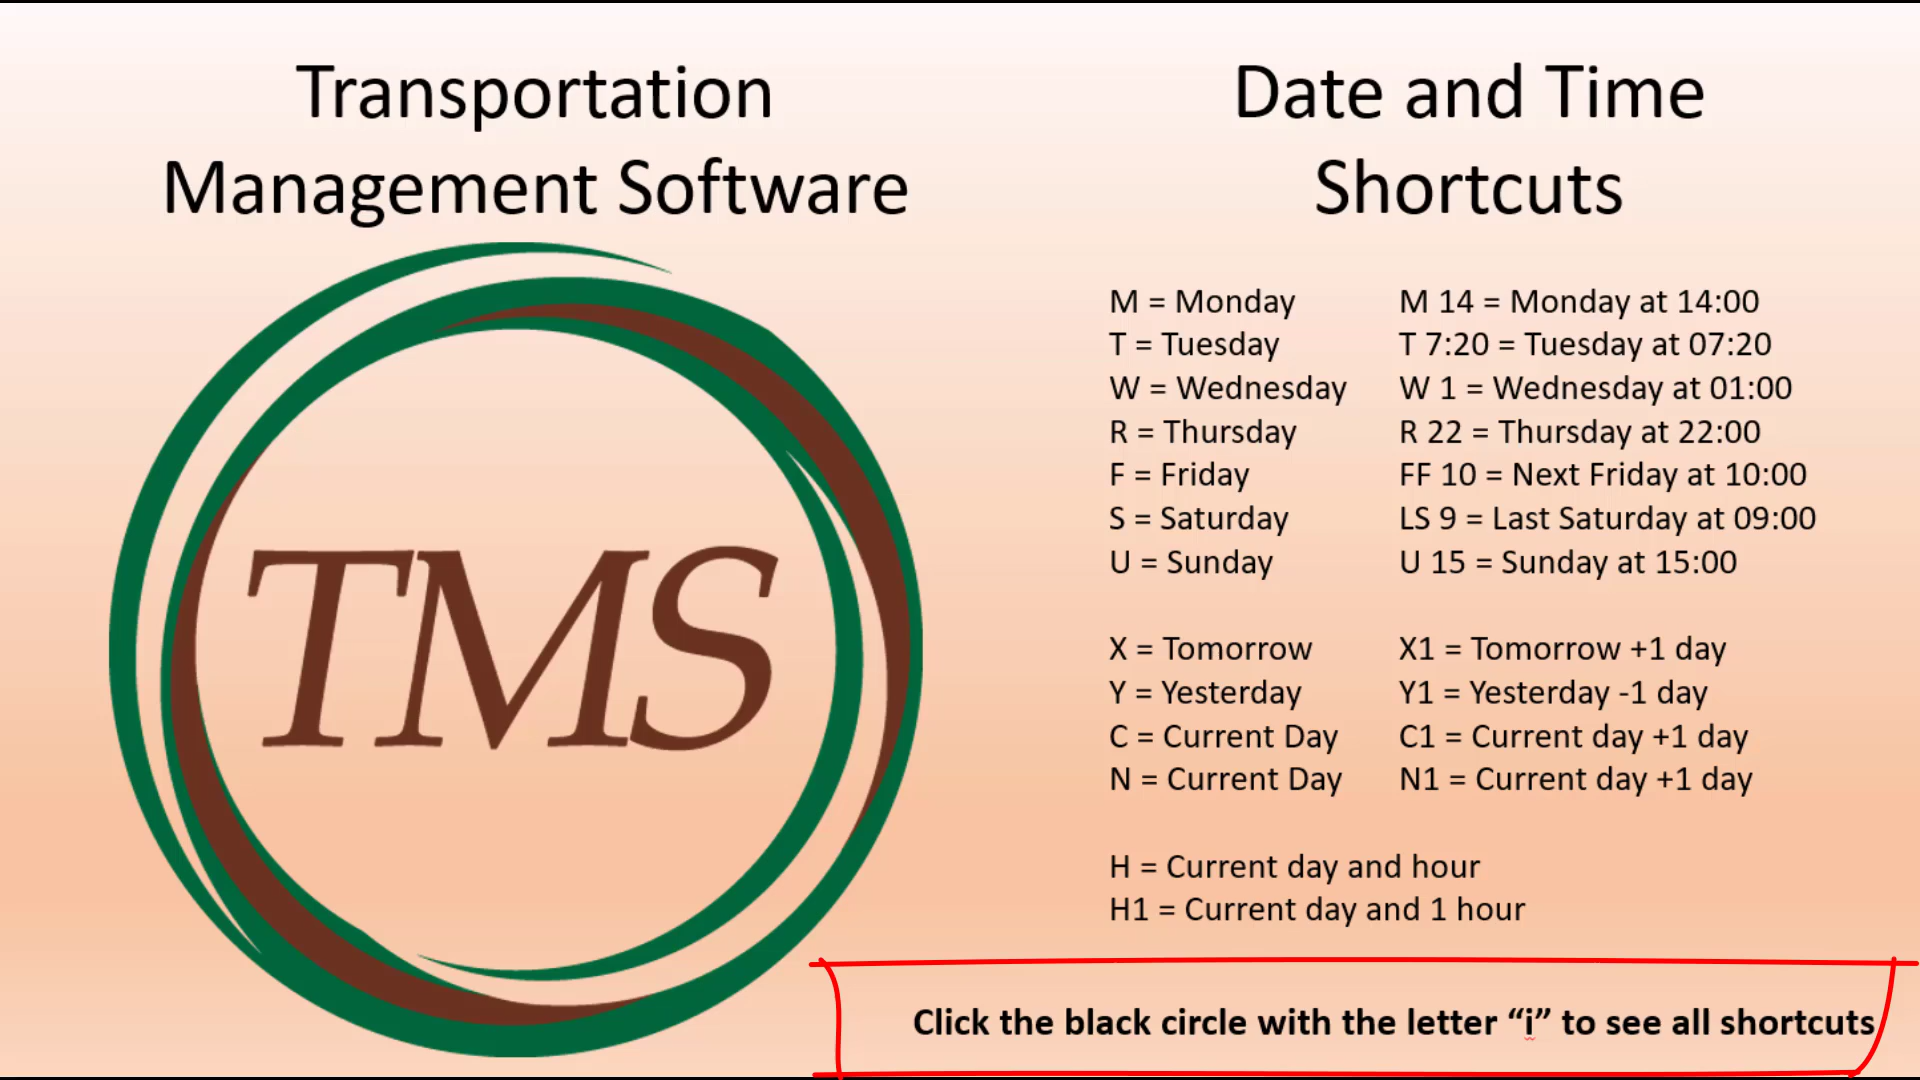 Transportation
Management Software
TMS
Date and Time
Shortcuts
M = Monday
T = Tuesday
W = Wednesday
R = Thursday
F = Friday
S = Saturday
U = Sunday
X = Tomorrow
Y = Yesterday
C = Current Day
N = Current Day
M 14 = Monday at 14:00
T 7:20 = Tuesday at 07:20
W 1 = Wednesday at 01:00
R 22 = Thursday at 22:00
FF 10 = Next Friday at 10:00
LS 9 = Last Saturday at 09:00
U 15 = Sunday at 15:00
X1 = Tomorrow +1 day
Y1 = Yesterday -1 day
C1 = Current day +1 day
N1 = Current day +1 day
H = Current day and hour
H1 = Current day and 1 hour
Click the black circle with the letter “i” to see all shortcuts